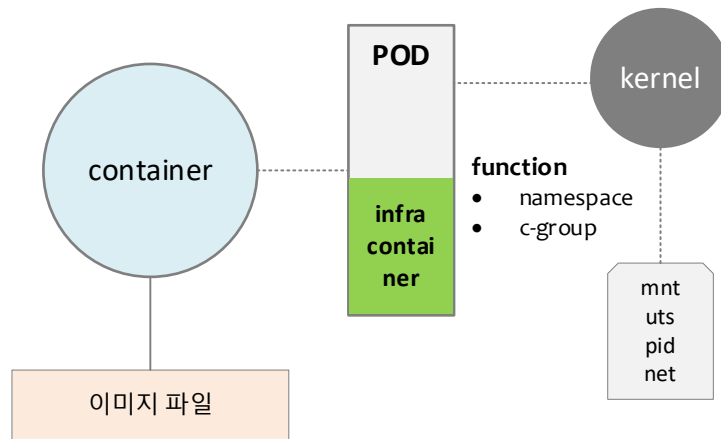 POD
kernel
container
function
• namespace
• c-group
infra
contai
ner
mnt
uts
pid
net
이미지 파일